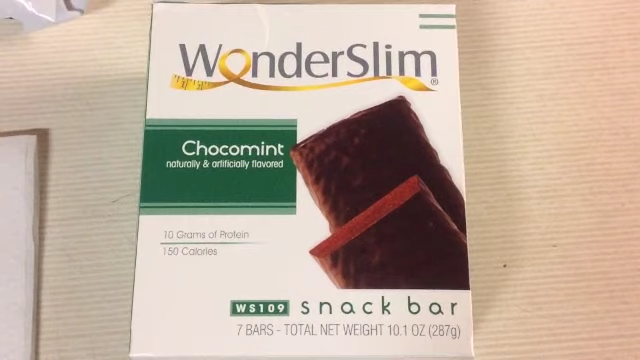 WonderSlim®
Chocomint
naturally & artificially flavored
10 Grams of Protein
150 Calories
WS109 snack bar
7 BARS - TOTAL NET WEIGHT 10.1 OZ (287g)